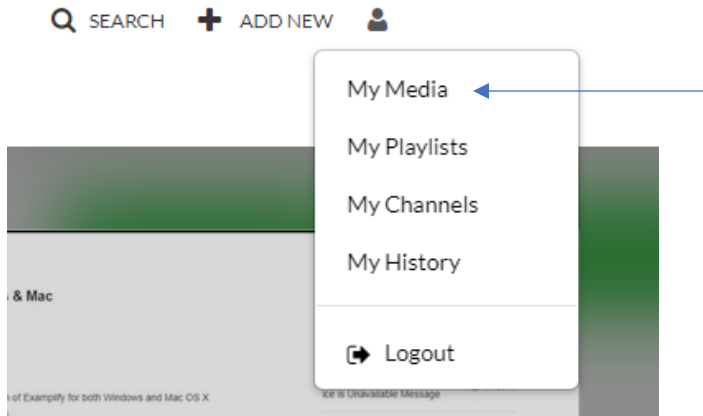 SEARCH ADD NEW
My Media
My Playlists
My Channels
My History
& Mac
Logout
n of Examplify for both Windows and Mac OS X
ice is Unavailable Message